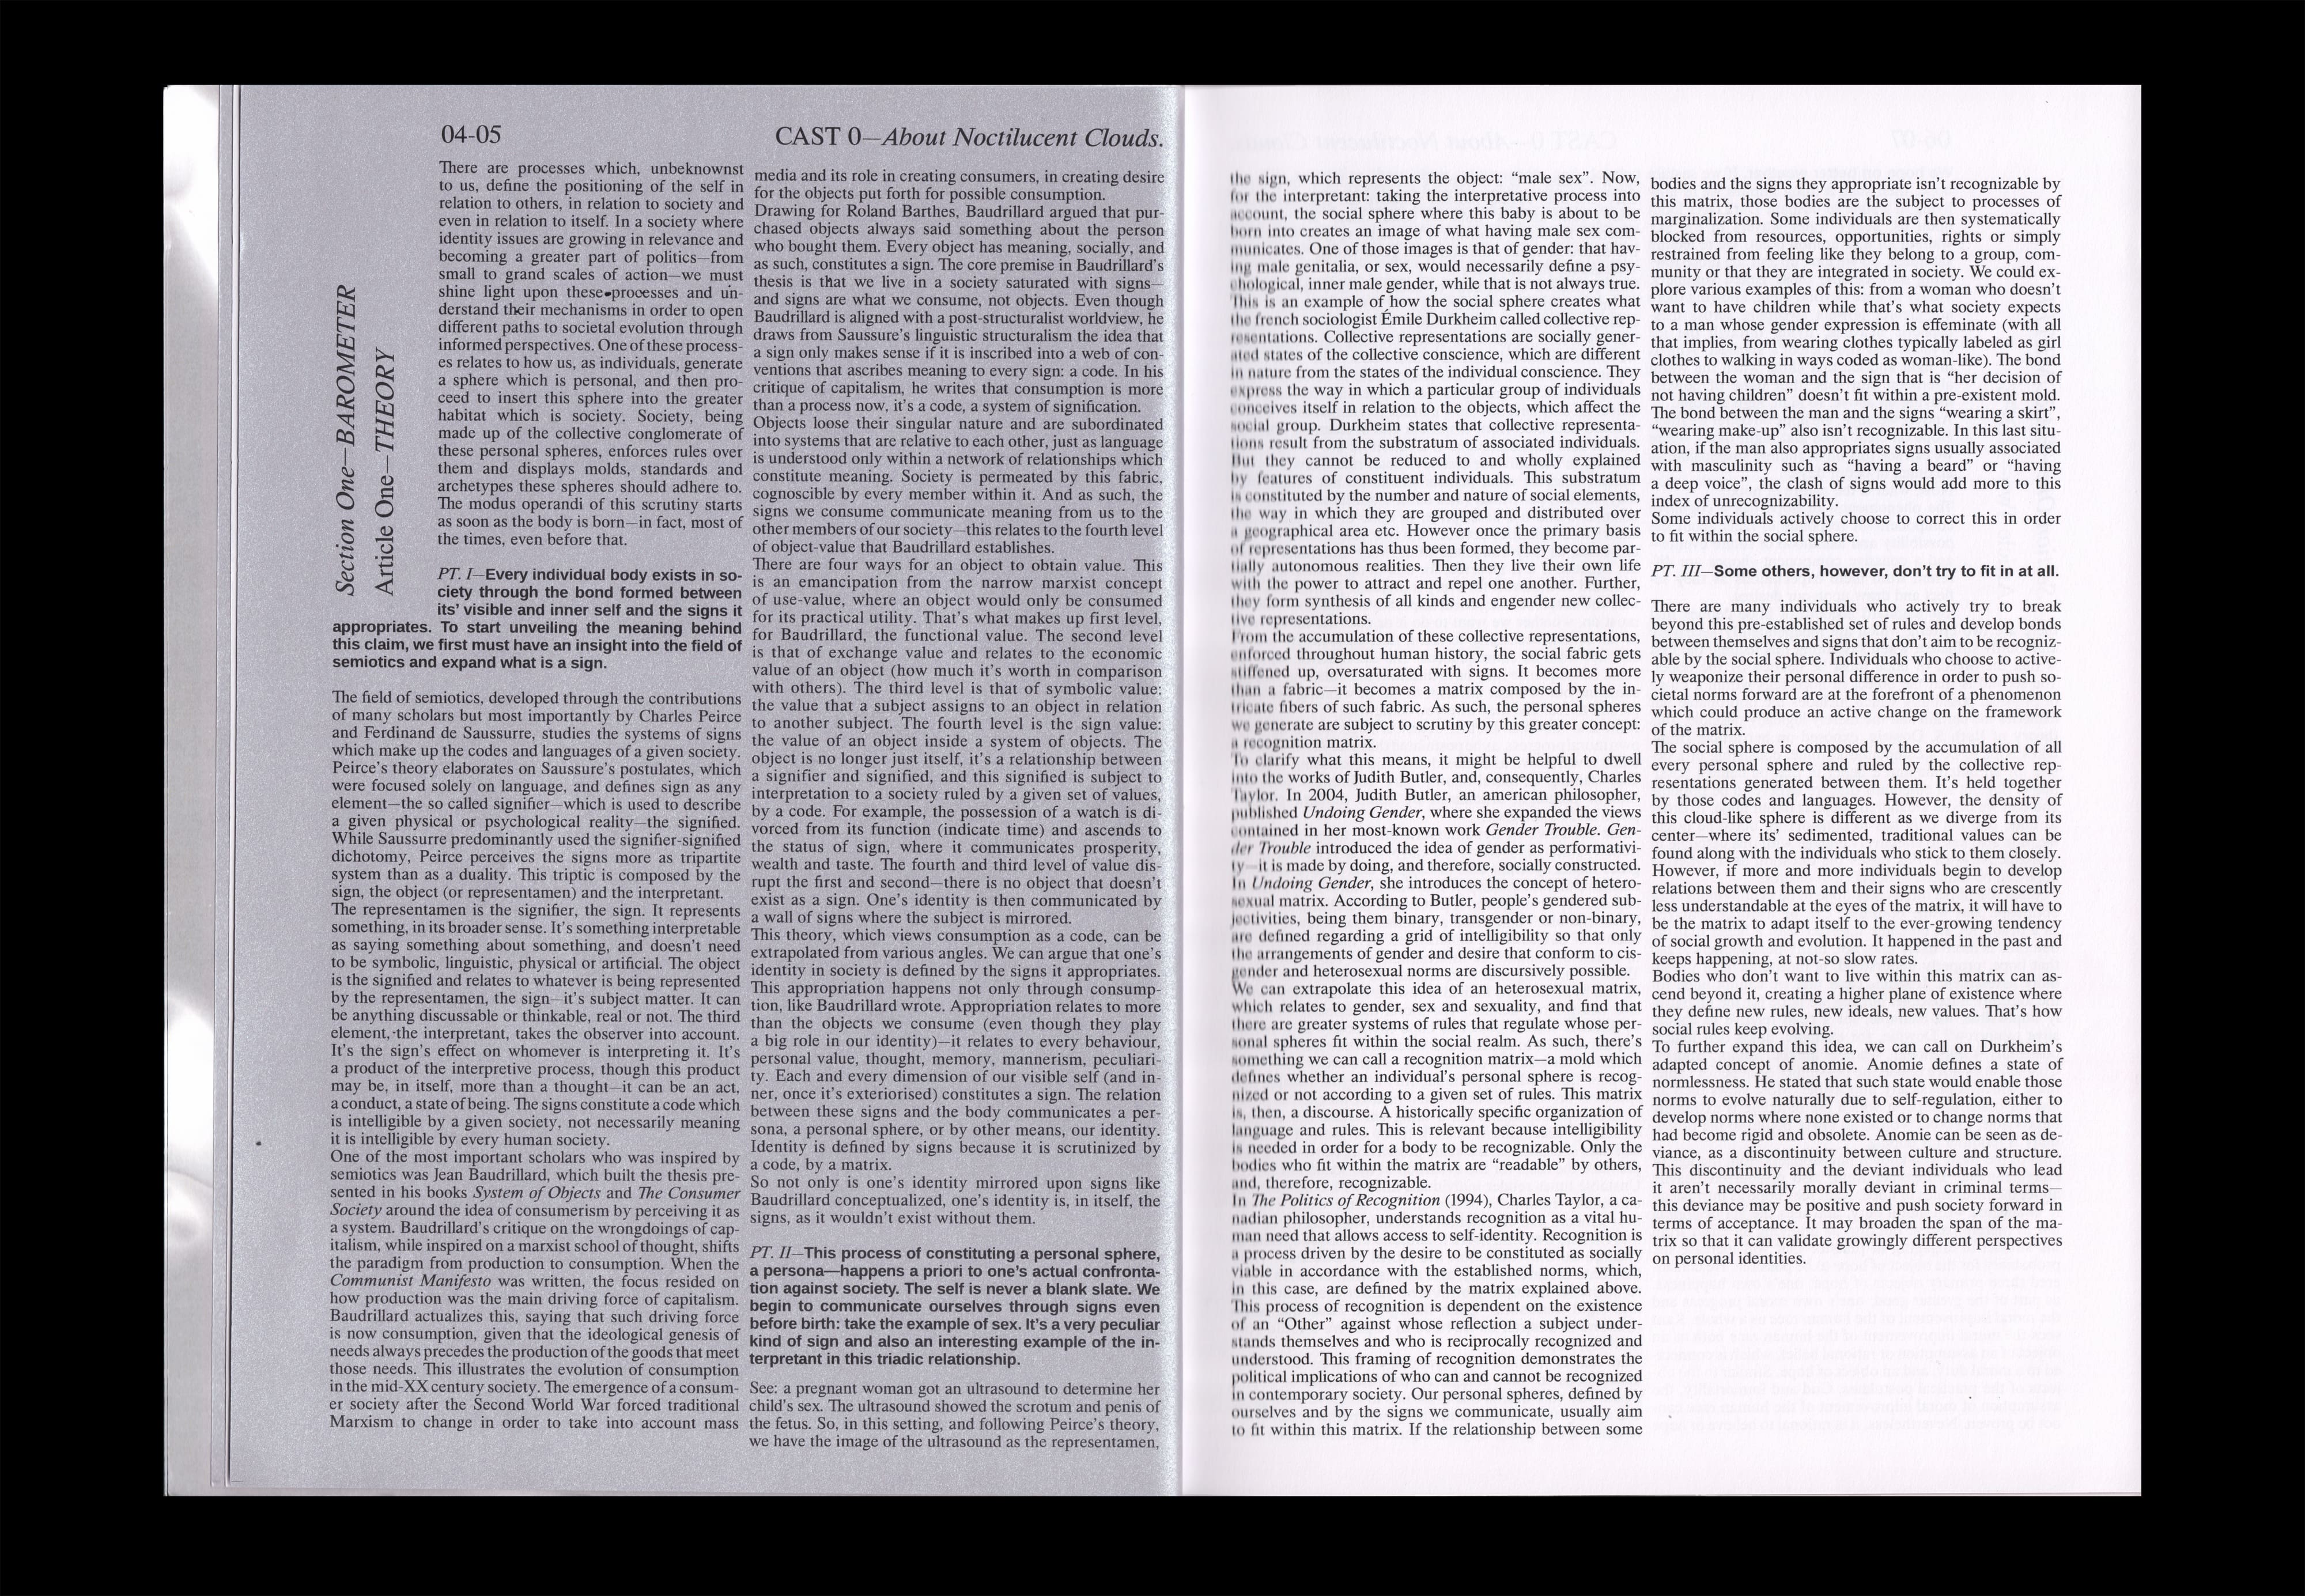 04-05
CAST 0—About Noctilucent Clouds.
Section One—BAROMETER
Article One—THEORY
There are processes which, unbeknownst
to us, define the positioning of the self in
relation to others, in relation to society and
even in relation to itself. In a society where
identity issues are growing in relevance and
becoming a greater part of politics—from
small to grand scales of action—we must
shine light upon these processes and un-
derstand their mechanisms in order to open
different paths to societal evolution through
informed perspectives. One of these process-
es relates to how us, as individuals, generate
a sphere which is personal, and then pro-
ceed to insert this sphere into the greater
habitat which is society. Society, being
made up of the collective conglomerate of
these personal spheres, enforces rules over
them and displays molds, standards and
archetypes these spheres should adhere to.
The modus operandi of this scrutiny starts
as soon as the body is born—in fact, most of
the times, even before that.
PT. I—Every individual body exists in so-
ciety through the bond formed between
its' visible and inner self and the signs it
appropriates. To start unveiling the meaning behind
this claim, we first must have an insight into the field of
semiotics and expand what is a sign.
The field of semiotics, developed through the contributions
of many scholars but most importantly by Charles Peirce
and Ferdinand de Saussurre, studies the systems of signs
which make up the codes and languages of a given society.
Peirce's theory elaborates on Saussure's postulates, which
were focused solely on language, and defines sign as any
element—the so called signifier—which is used to describe
a given physical or psychological reality—the signified.
While Saussurre predominantly used the signifier-signified
dichotomy, Peirce perceives the signs more as tripartite
system than as a duality. This triptic is composed by the
sign, the object (or representamen) and the interpretant.
The representamen is the signifier, the sign. It represents
something, in its broader sense. It's something interpretable
as saying something about something, and doesn't need
to be symbolic, linguistic, physical or artificial. The object
is the signified and relates to whatever is being represented
by the representamen, the sign—it's subject matter. It can
be anything discussable or thinkable, real or not. The third
element, the interpretant, takes the observer into account.
It's the sign's effect on whomever is interpreting it. It's
a product of the interpretive process, though this product
may be, in itself, more than a thought—it can be an act,
a conduct, a state of being. The signs constitute a code which
is intelligible by a given society, not necessarily meaning
it is intelligible by every human society.
One of the most important scholars who was inspired by
semiotics was Jean Baudrillard, which built the thesis pre-
sented in his books System of Objects and The Consumer
Society around the idea of consumerism by perceiving it as
a system. Baudrillard's critique on the wrongdoings of cap-
italism, while inspired on a marxist school of thought, shifts
the paradigm from production to consumption. When the
Communist Manifesto was written, the focus resided on
how production was the main driving force of capitalism.
Baudrillard actualizes this, saying that such driving force
is now consumption, given that the ideological genesis of
needs always precedes the production of the goods that meet
those needs. This illustrates the evolution of consumption
in the mid-XX century society. The emergence of a consum-
er society after the Second World War forced traditional
Marxism to change in order to take into account mass
media and its role in creating consumers, in creating desire
for the objects put forth for possible consumption.
Drawing for Roland Barthes, Baudrillard argued that pur-
chased objects always said something about the person
who bought them. Every object has meaning, socially, and
as such, constitutes a sign. The core premise in Baudrillard's
thesis is that we live in a society saturated with signs—
and signs are what we consume, not objects. Even though
Baudrillard is aligned with a post-structuralist worldview, he
draws from Saussure's linguistic structuralism the idea that
a sign only makes sense if it is inscribed into a web of con-
ventions that ascribes meaning to every sign: a code. In his
critique of capitalism, he writes that consumption is more
than a process now, it's a code, a system of signification.
Objects loose their singular nature and are subordinated
into systems that are relative to each other, just as language
is understood only within a network of relationships which
constitute meaning. Society is permeated by this fabric,
cognoscible by every member within it. And as such, the
signs we consume communicate meaning from us to the
other members of our society—this relates to the fourth level
of object-value that Baudrillard establishes.
There are four ways for an object to obtain value. This
is an emancipation from the narrow marxist concept
of use-value, where an object would only be consumed
for its practical utility. That's what makes up first level,
for Baudrillard, the functional value. The second level
is that of exchange value and relates to the economic
value of an object (how much it's worth in comparison
with others). The third level is that of symbolic value:
the value that a subject assigns to an object in relation
to another subject. The fourth level is the sign value:
the value of an object inside a system of objects. The
object is no longer just itself, it's a relationship between
a signifier and signified, and this signified is subject to
interpretation to a society ruled by a given set of values,
by a code. For example, the possession of a watch is di-
vorced from its function (indicate time) and ascends to
the status of sign, where it communicates prosperity,
wealth and taste. The fourth and third level of value dis-
rupt the first and second—there is no object that doesn't
exist as a sign. One's identity is then communicated by
a wall of signs where the subject is mirrored.
This theory, which views consumption as a code, can be
extrapolated from various angles. We can argue that one's
identity in society is defined by the signs it appropriates.
This appropriation happens not only through consump-
tion, like Baudrillard wrote. Appropriation relates to more
than the objects we consume (even though they play
a big role in our identity)—it relates to every behaviour,
personal value, thought, memory, mannerism, peculiari-
ty. Each and every dimension of our visible self (and in-
ner, once it's exteriorised) constitutes a sign. The relation
between these signs and the body communicates a per-
sona, a personal sphere, or by other means, our identity.
Identity is defined by signs because it is scrutinized by
a code, by a matrix.
So not only is one's identity mirrored upon signs like
Baudrillard conceptualized, one's identity is, in itself, the
signs, as it wouldn't exist without them.
PT. II—This process of constituting a personal sphere,
a persona—happens a priori to one's actual confronta-
tion against society. The self is never a blank slate. We
begin to communicate ourselves through signs even
before birth: take the example of sex. It's a very peculiar
kind of sign and also an interesting example of the in-
terpretant in this triadic relationship.
See: a pregnant woman got an ultrasound to determine her
child's sex. The ultrasound showed the scrotum and penis of
the fetus. So, in this setting, and following Peirce's theory,
we have the image of the ultrasound as the representamen,
the sign, which represents the object: “male sex”. Now,
for the interpretant: taking the interpretative process into
account, the social sphere where this baby is about to be
born into creates an image of what having male sex com-
municates. One of those images is that of gender: that hav-
ing male genitalia, or sex, would necessarily define a psy-
chological, inner male gender, while that is not always true.
This is an example of how the social sphere creates what
the french sociologist Émile Durkheim called collective rep-
resentations. Collective representations are socially gener-
ated states of the collective conscience, which are different
in nature from the states of the individual conscience. They
express the way in which a particular group of individuals
conceives itself in relation to the objects, which affect the
social group. Durkheim states that collective representa-
tions result from the substratum of associated individuals.
But they cannot be reduced to and wholly explained
by features of constituent individuals. This substratum
is constituted by the number and nature of social elements,
the way in which they are grouped and distributed over
a geographical area etc. However once the primary basis
of representations has thus been formed, they become par-
tially autonomous realities. Then they live their own life
with the power to attract and repel one another. Further,
they form synthesis of all kinds and engender new collec-
tive representations.
From the accumulation of these collective representations,
enforced throughout human history, the social fabric gets
stiffened up, oversaturated with signs. It becomes more
than a fabric—it becomes a matrix composed by the in-
tricate fibers of such fabric. As such, the personal spheres
we generate are subject to scrutiny by this greater concept:
a recognition matrix.
To clarify what this means, it might be helpful to dwell
into the works of Judith Butler, and, consequently, Charles
Taylor. In 2004, Judith Butler, an american philosopher,
published Undoing Gender, where she expanded the views
contained in her most-known work Gender Trouble. Gen-
der Trouble introduced the idea of gender as performativi-
ty—it is made by doing, and therefore, socially constructed.
In Undoing Gender, she introduces the concept of hetero-
sexual matrix. According to Butler, people's gendered sub-
jectivities, being them binary, transgender or non-binary,
are defined regarding a grid of intelligibility so that only
the arrangements of gender and desire that conform to cis-
gender and heterosexual norms are discursively possible.
We can extrapolate this idea of an heterosexual matrix,
which relates to gender, sex and sexuality, and find that
there are greater systems of rules that regulate whose per-
sonal spheres fit within the social realm. As such, there's
something we can call a recognition matrix—a mold which
defines whether an individual's personal sphere is recog-
nized or not according to a given set of rules. This matrix
is, then, a discourse. A historically specific organization of
language and rules. This is relevant because intelligibility
is needed in order for a body to be recognizable. Only the
bodies who fit within the matrix are “readable” by others,
and, therefore, recognizable.
In The Politics of Recognition (1994), Charles Taylor, a ca-
nadian philosopher, understands recognition as a vital hu-
man need that allows access to self-identity. Recognition is
a process driven by the desire to be constituted as socially
viable in accordance with the established norms, which,
in this case, are defined by the matrix explained above.
This process of recognition is dependent on the existence
of an “Other” against whose reflection a subject under-
stands themselves and who is reciprocally recognized and
understood. This framing of recognition demonstrates the
political implications of who can and cannot be recognized
in contemporary society. Our personal spheres, defined by
ourselves and by the signs we communicate, usually aim
to fit within this matrix. If the relationship between some
bodies and the signs they appropriate isn't recognizable by
this matrix, those bodies are the subject to processes of
marginalization. Some individuals are then systematically
blocked from resources, opportunities, rights or simply
restrained from feeling like they belong to a group, com-
munity or that they are integrated in society. We could ex-
plore various examples of this: from a woman who doesn't
want to have children while that's what society expects
to a man whose gender expression is effeminate (with all
that implies, from wearing clothes typically labeled as girl
clothes to walking in ways coded as woman-like). The bond
between the woman and the sign that is “her decision of
not having children” doesn't fit within a pre-existent mold.
The bond between the man and the signs “wearing a skirt”,
“wearing make-up” also isn't recognizable. In this last situ-
ation, if the man also appropriates signs usually associated
with masculinity such as “having a beard” or “having
a deep voice”, the clash of signs would add more to this
index of unrecognizability.
Some individuals actively choose to correct this in order
to fit within the social sphere.
PT. III—Some others, however, don't try to fit in at all.
There are many individuals who actively try to break
beyond this pre-established set of rules and develop bonds
between themselves and signs that don't aim to be recogniz-
able by the social sphere. Individuals who choose to active-
ly weaponize their personal difference in order to push so-
cietal norms forward are at the forefront of a phenomenon
which could produce an active change on the framework
of the matrix.
The social sphere is composed by the accumulation of all
every personal sphere and ruled by the collective rep-
resentations generated between them. It's held together
by those codes and languages. However, the density of
this cloud-like sphere is different as we diverge from its
center—where its' sedimented, traditional values can be
found along with the individuals who stick to them closely.
However, if more and more individuals begin to develop
relations between them and their signs who are crescently
less understandable at the eyes of the matrix, it will have to
be the matrix to adapt itself to the ever-growing tendency
of social growth and evolution. It happened in the past and
keeps happening, at not-so slow rates.
Bodies who don't want to live within this matrix can as-
cend beyond it, creating a higher plane of existence where
they define new rules, new ideals, new values. That's how
social rules keep evolving.
To further expand this idea, we can call on Durkheim's
adapted concept of anomie. Anomie defines a state of
normlessness. He stated that such state would enable those
norms to evolve naturally due to self-regulation, either to
develop norms where none existed or to change norms that
had become rigid and obsolete. Anomie can be seen as de-
viance, as a discontinuity between culture and structure.
This discontinuity and the deviant individuals who lead
it aren't necessarily morally deviant in criminal terms—
this deviance may be positive and push society forward in
terms of acceptance. It may broaden the span of the ma-
trix so that it can validate growingly different perspectives
on personal identities.